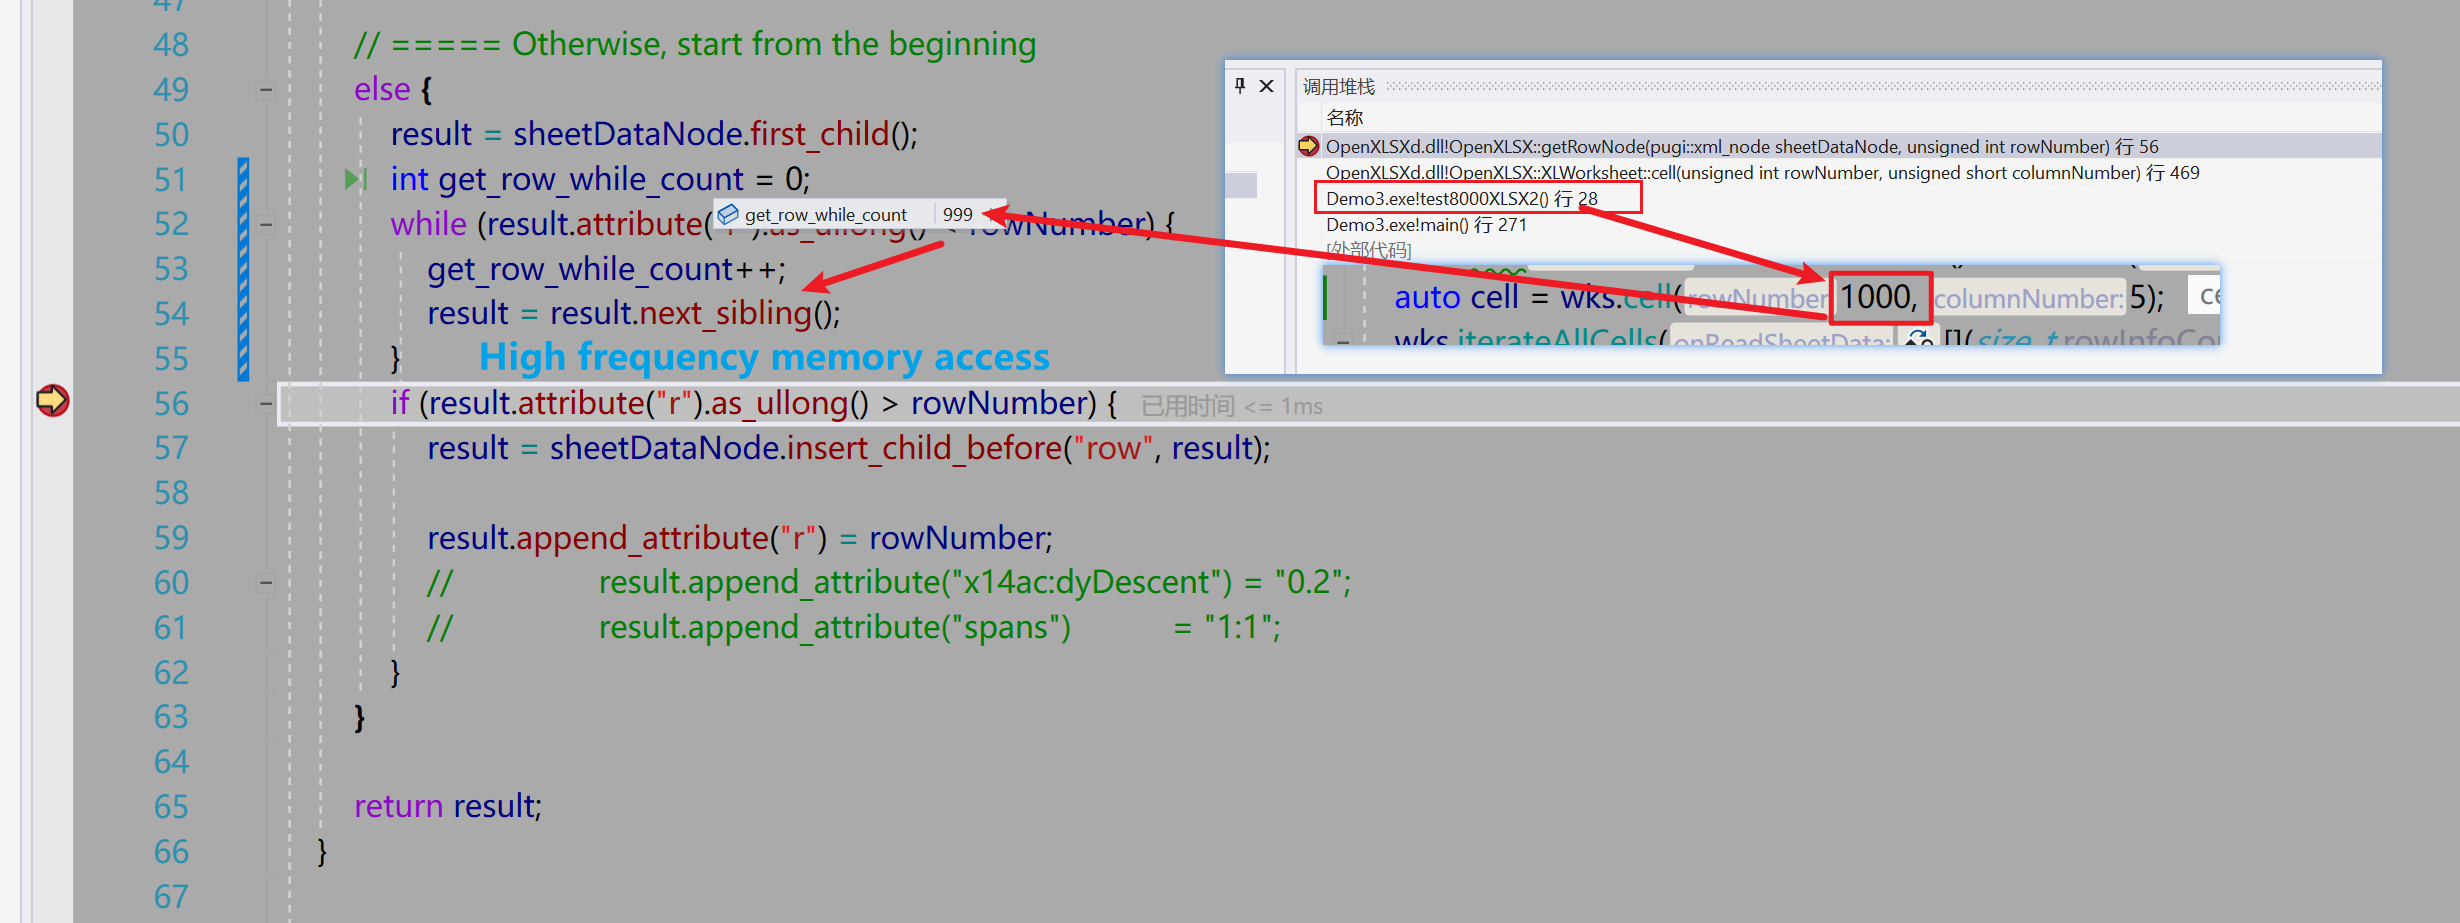 47
48 // ===== Otherwise, start from the beginning
49 else {
50 result = sheetDataNode.first_child();
51 int get_row_while_count = 0;
52 while (result.attribute("r").as_ullong() < rowNumber) {
get_row_while_count 999
53 get_row_while_count++;
54 result = result.next_sibling();
55 }
High frequency memory access
56 if (result.attribute("r").as_ullong() > rowNumber) { 已用时间 <= 1ms
57 result = sheetDataNode.insert_child_before("row", result);
58
59 result.append_attribute("r") = rowNumber;
60 // result.append_attribute("x14ac:dyDescent") = "0.2";
61 // result.append_attribute("spans") = "1:1";
62 }
63 }
64
65 return result;
66 }
67
调用堆栈
名称
OpenXLSXd.dll!OpenXLSX::getRowNode(pugi::xml_node sheetDataNode, unsigned int rowNumber) 行 56
OpenXLSXd.dll!OpenXLSX::XLWorksheet::cell(unsigned int rowNumber, unsigned short columnNumber) 行 469
Demo3.exe!test8000XLSX2() 行 28
Demo3.exe!main() 行 271
[外部代码]
auto cell = wks.cell(rowNumber: 1000, columnNumber: 5); ce
wks.iterateAllCells(onReadSheetData: [](size_t rowInfoCo